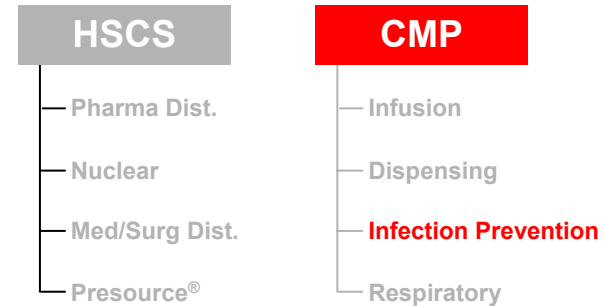 HSCS
Pharma Dist.
Nuclear
Med/Surg Dist.
Presource®
CMP
Infusion
Dispensing
Infection Prevention
Respiratory